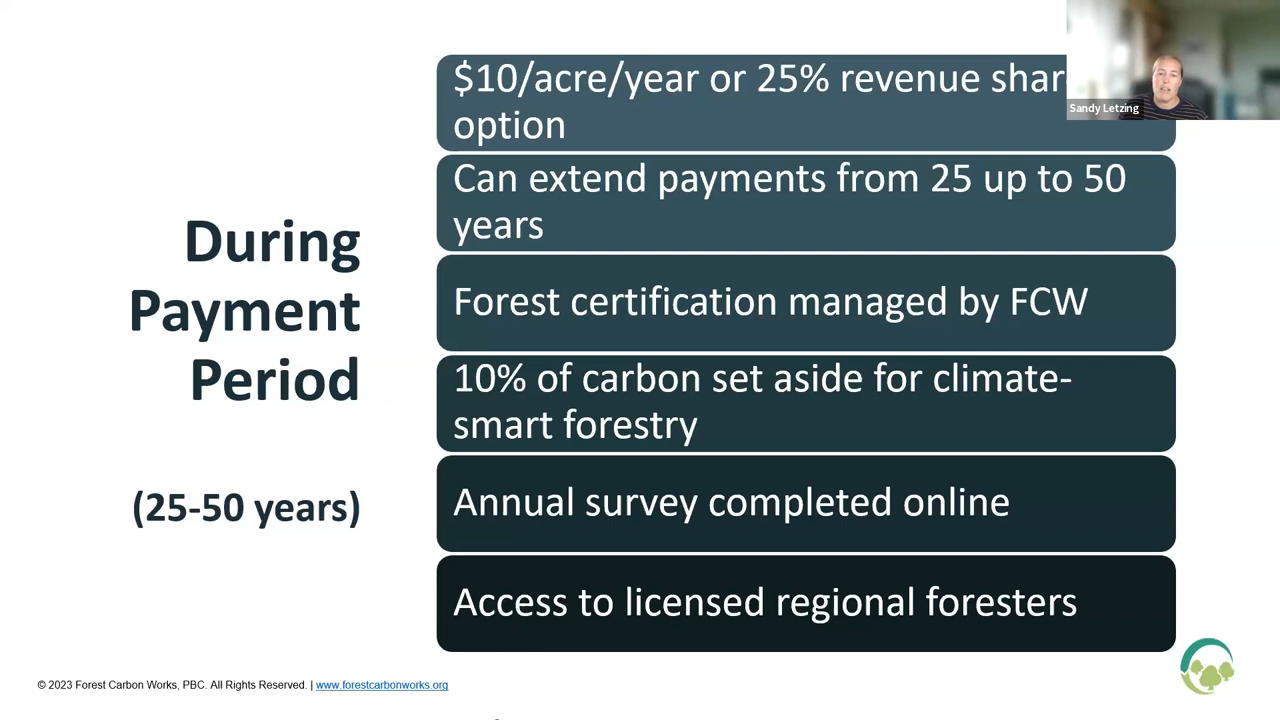 $10/acre/year or 25% revenue shar
option
Sandy Letzing
Can extend payments from 25 up to 50
years
During
Payment
Period
(25-50 years)
Forest certification managed by FCW
10% of carbon set aside for climate-
smart forestry
Annual survey completed online
Access to licensed regional foresters
© 2023 Forest Carbon Works, PBC. All Rights Reserved. | www.forestcarbonworks.org